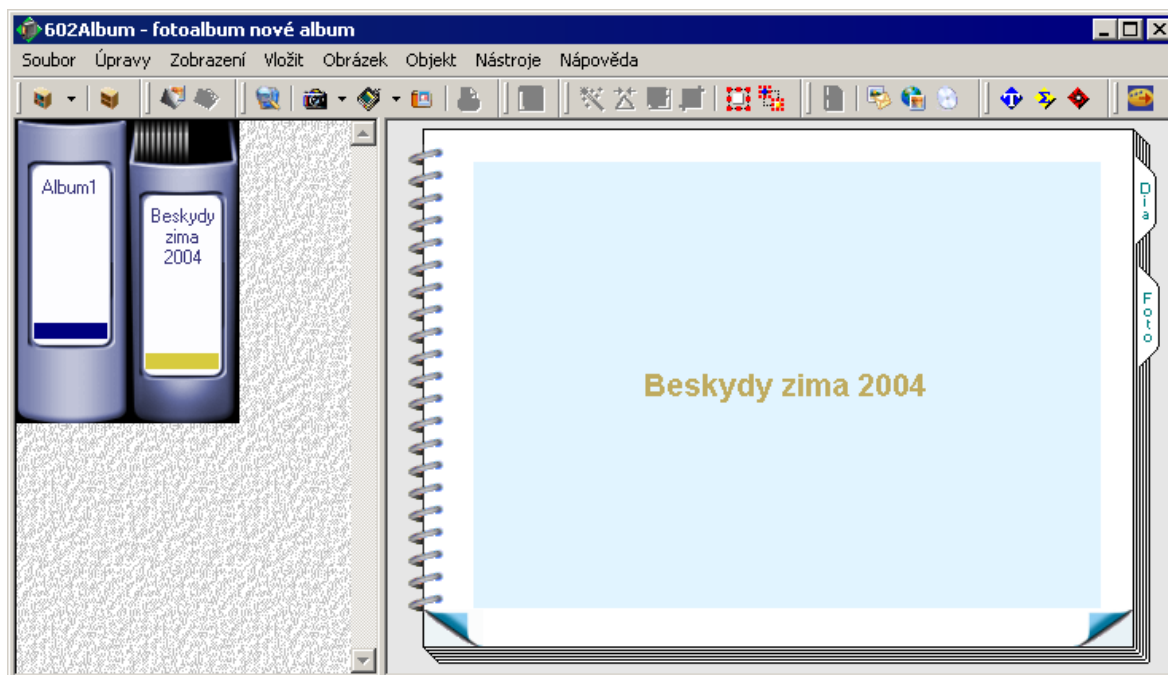 602Album - fotoalbum nové album
Soubor Úpravy Zobrazení Vložit Obrázek Objekt Nástroje Nápověda
Album1
Beskydy
zima
2004
Beskydy zima 2004
Dia
Foto